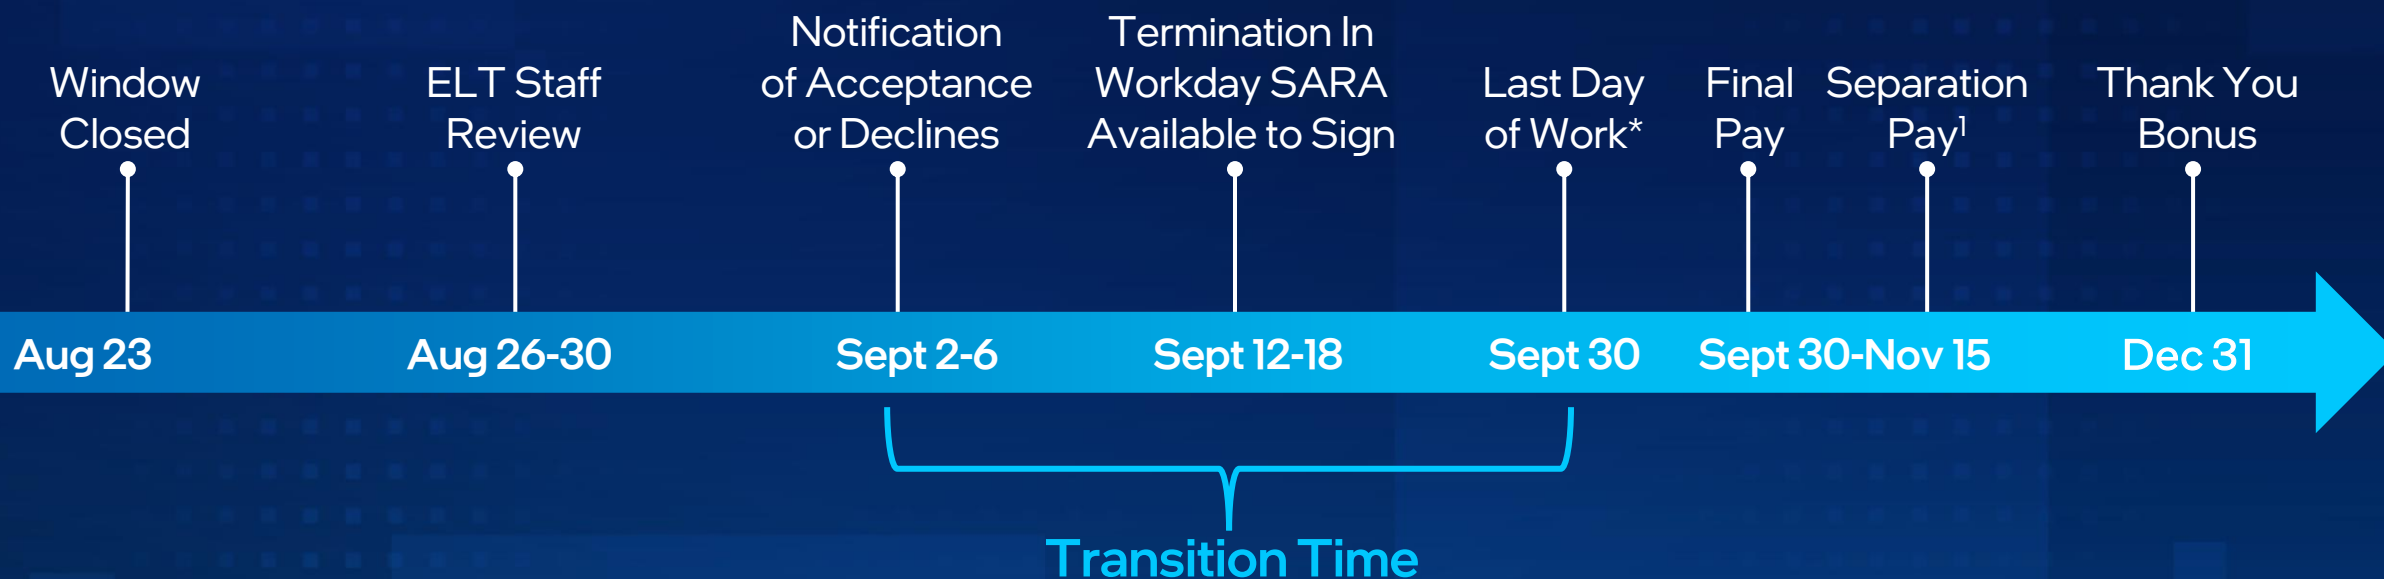 Window
Closed
ELT Staff
Review
Notification
of Acceptance
or Declines
Termination In
Workday SARA
Available to Sign
Last Day
of Work*
Final
Pay
Separation
Pay¹
Thank You
Bonus
Aug 23
Aug 26-30
Sept 2-6
Sept 12-18
Sept 30
Sept 30-Nov 15
Dec 31
Transition Time